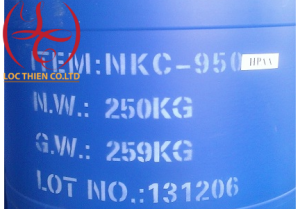 ITEM:NKC-950
HPAA
N.W.: 250KG
G.W.: 259KG
LOT NO.:131206
LOC THIEN CO.LTD